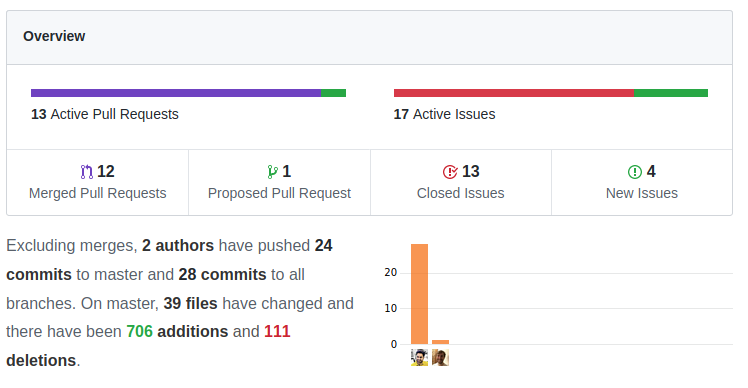 Overview
13 Active Pull Requests
17 Active Issues
12
Merged Pull Requests
1
Proposed Pull Request
13
Closed Issues
4
New Issues
Excluding merges, 2 authors have pushed 24
commits to master and 28 commits to all
branches. On master, 39 files have changed and
there have been 706 additions and 111
deletions.
20
10
0